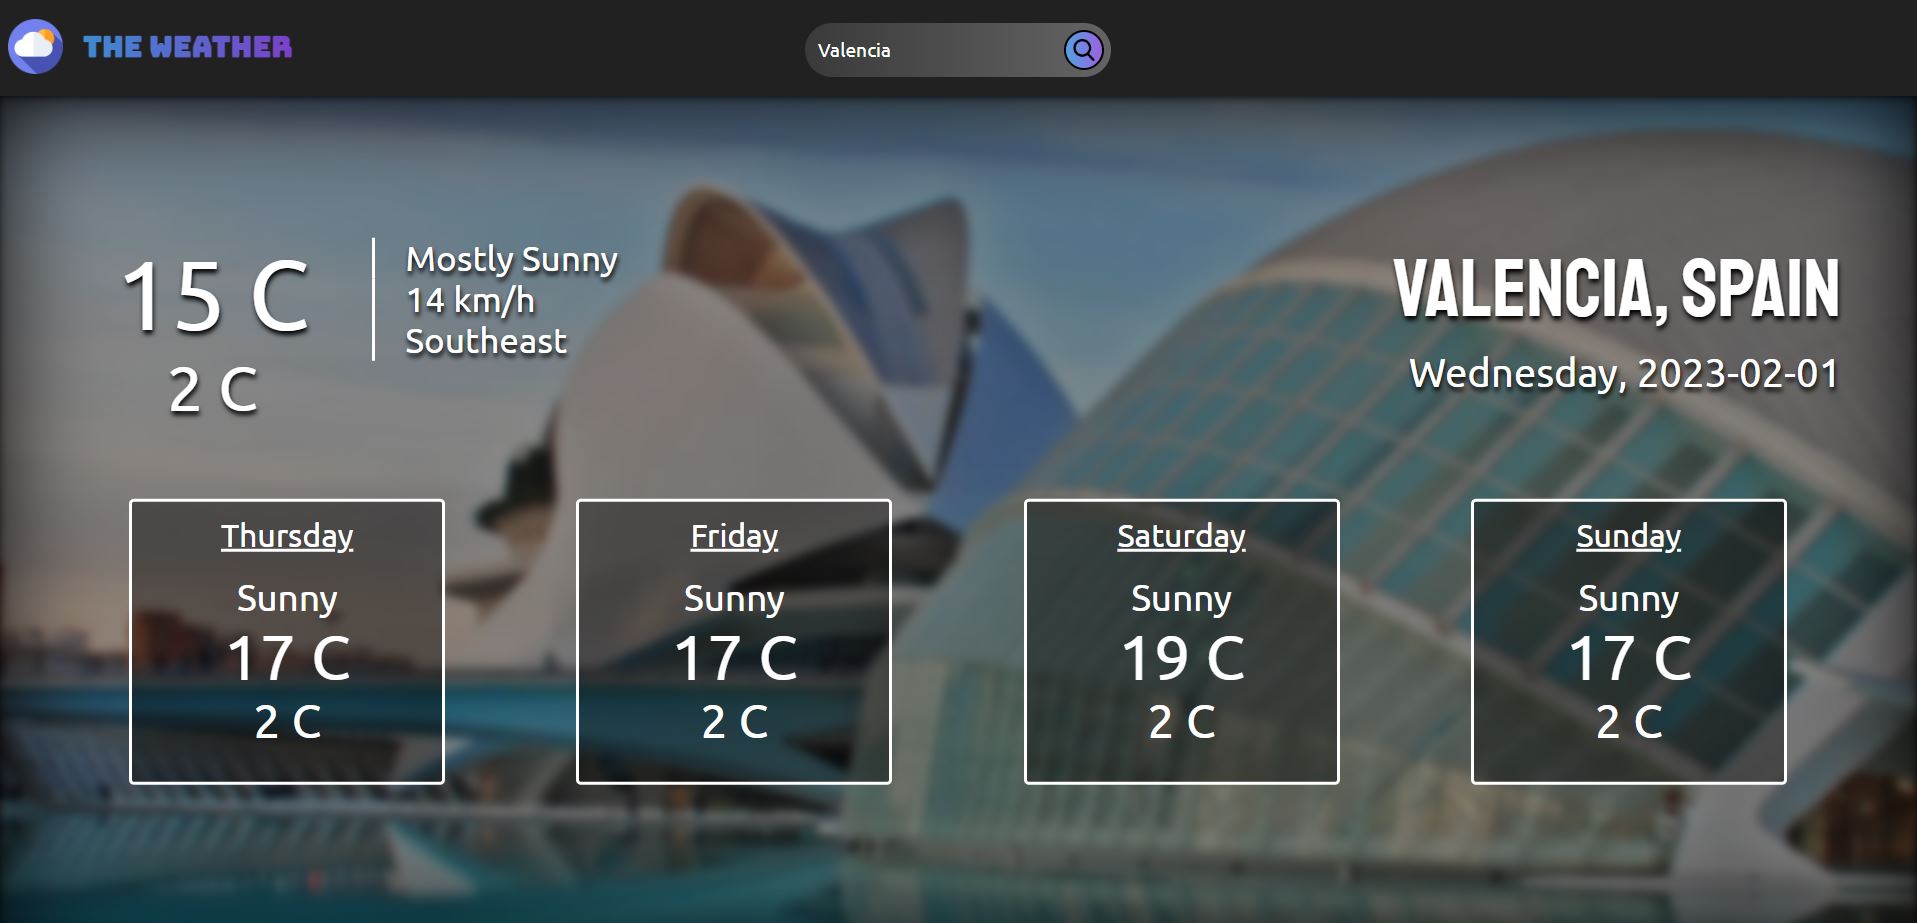 THE WEATHER
Valencia
15 C
2 C
Mostly Sunny
14 km/h
Southeast
VALENCIA, SPAIN
Wednesday, 2023-02-01
Thursday
Sunny
17 C
2 C
Friday
Sunny
17 C
2 C
Saturday
Sunny
19 C
2 C
Sunday
Sunny
17 C
2 C